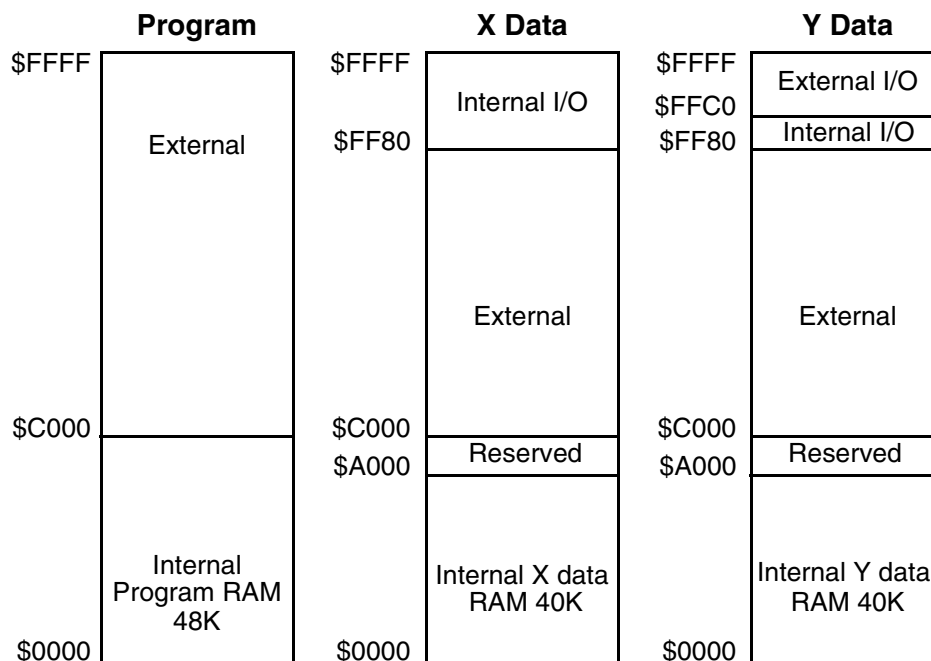 Program
$FFFF
External
$C000
Internal
Program RAM
48K
$0000
X Data
$FFFF
Internal I/O
$FF80
External
$C000
Reserved
$A000
Internal X data
RAM 40K
$0000
Y Data
$FFFF
External I/O
$FFC0
Internal I/O
$FF80
External
$C000
Reserved
$A000
Internal Y data
RAM 40K
$0000